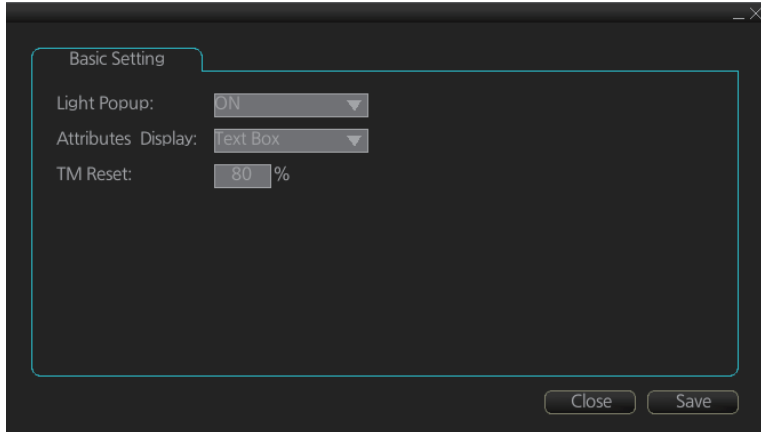 Basic Setting
Light Popup: ON
Attributes Display: Text Box
TM Reset: 80 %
Close Save